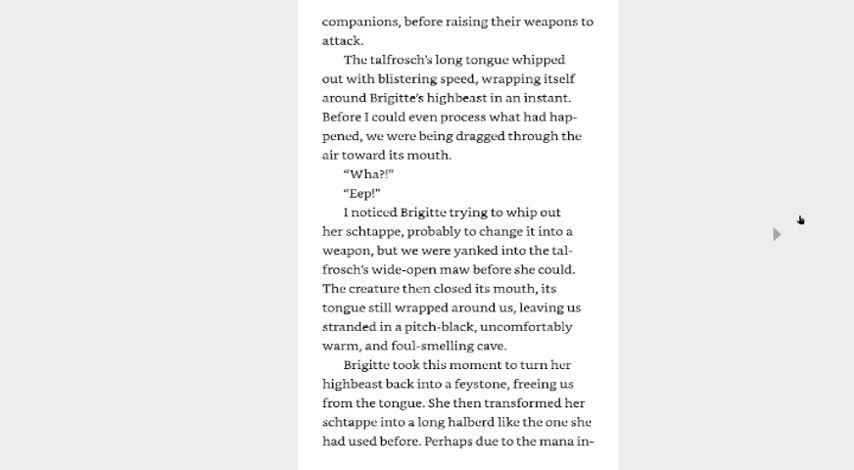 companions, before raising their weapons to
attack.
The talfrosch's long tongue whipped
out with blistering speed, wrapping itself
around Brigitte's highbeast in an instant.
Before I could even process what had hap-
pened, we were being dragged through the
air toward its mouth.
“Wha?!”
“Eep!”
I noticed Brigitte trying to whip out
her schtappe, probably to change it into a
weapon, but we were yanked into the tal-
frosch's wide-open maw before she could.
The creature then closed its mouth, its
tongue still wrapped around us, leaving us
stranded in a pitch-black, uncomfortably
warm, and foul-smelling cave.
Brigitte took this moment to turn her
highbeast back into a feystone, freeing us
from the tongue. She then transformed her
schtappe into a long halberd like the one she
had used before. Perhaps due to the mana in-